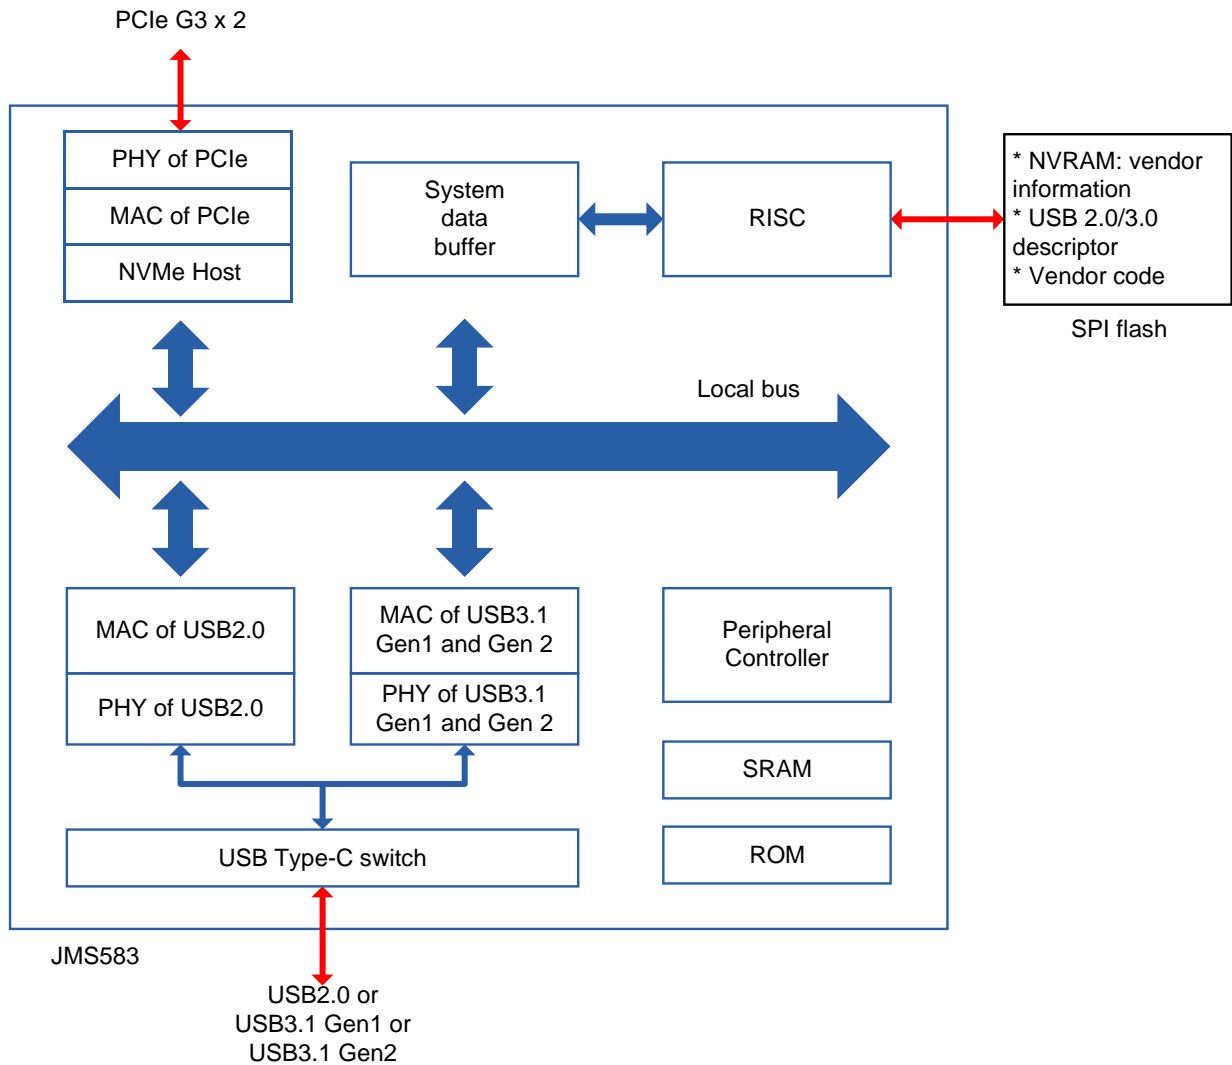 PCIe G3 x 2
PHY of PCIe
MAC of PCIe
NVMe Host
System
data
buffer
RISC
* NVRAM: vendor
information
* USB 2.0/3.0
descriptor
* Vendor code
SPI flash
Local bus
MAC of USB2.0
PHY of USB2.0
MAC of USB3.1
Gen1 and Gen 2
PHY of USB3.1
Gen1 and Gen 2
Peripheral
Controller
SRAM
ROM
USB Type-C switch
JMS583
USB2.0 or
USB3.1 Gen1 or
USB3.1 Gen2